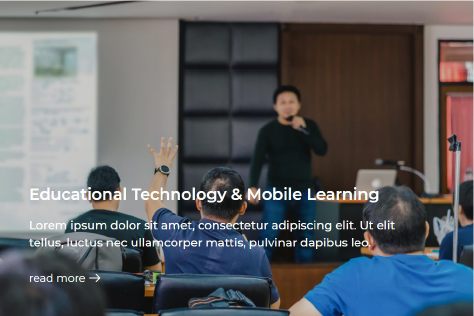 Educational Technology & Mobile Learning
Lorem ipsum dolor sit amet, consectetur adipiscing elit. Ut elit
tellus, luctus nec ullamcorper mattis, pulvinar dapibus leo.
read more →